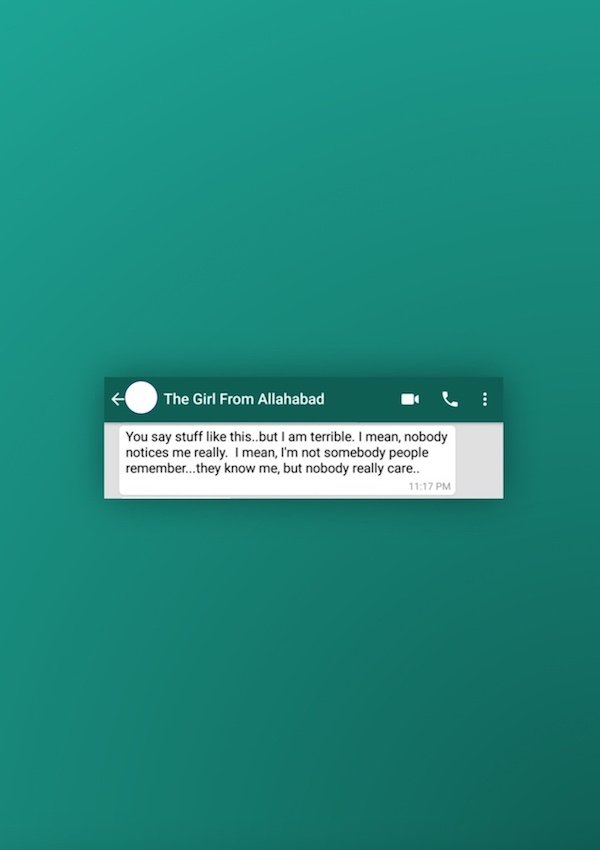 The Girl From Allahabad
You say stuff like this..but I am terrible. I mean, nobody
notices me really.  I mean, I'm not somebody people
remember...they know me, but nobody really care..
11:17 PM